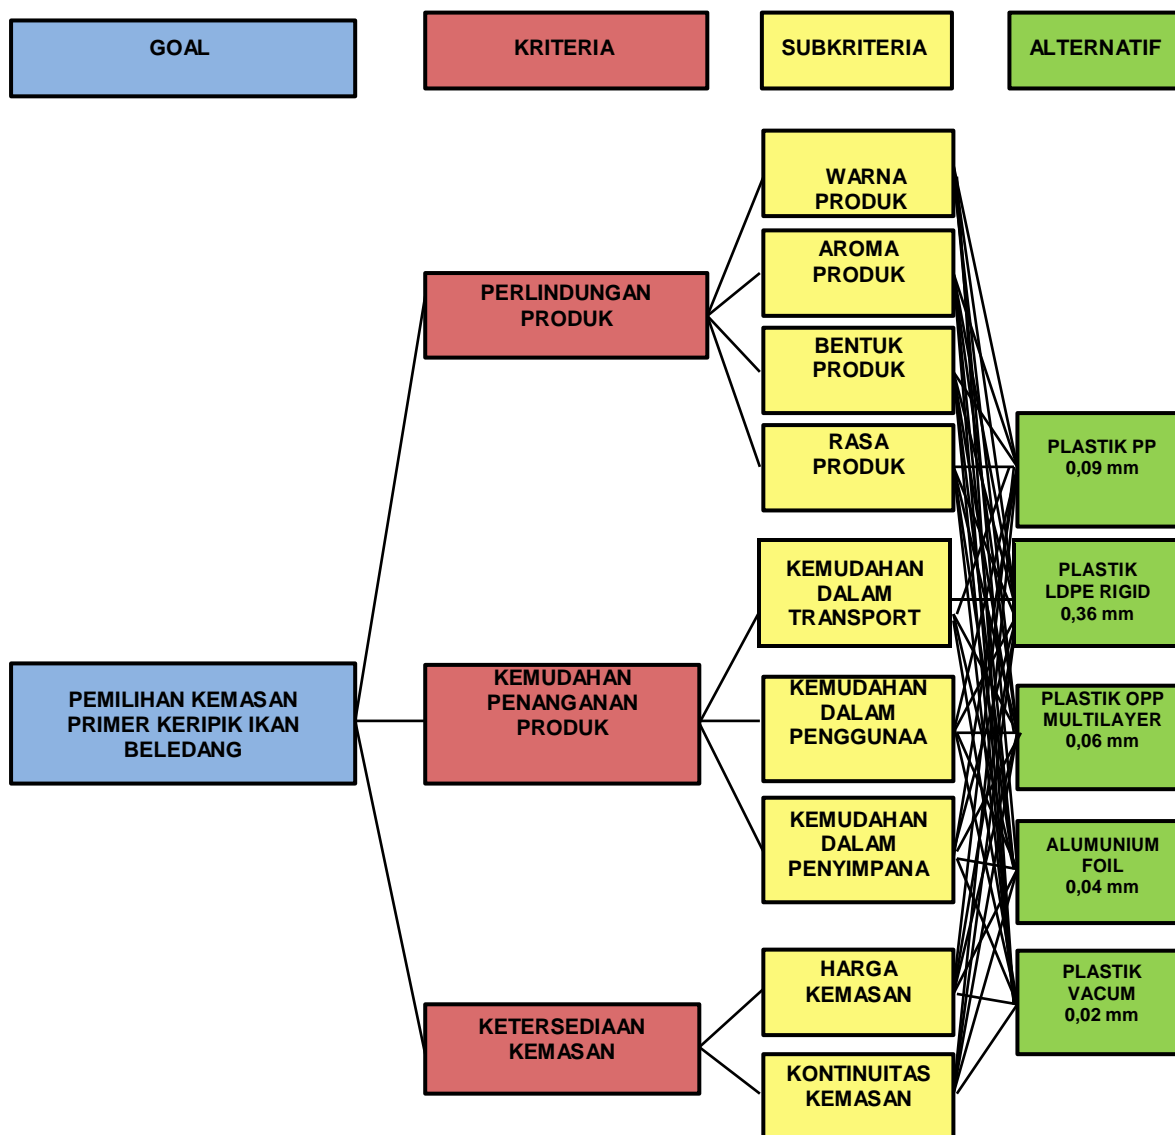 GOAL
KRITERIA
SUBKRITERIA
ALTERNATIF
PEMILIHAN KEMASAN
PRIMER KERIPIK IKAN
BELEDANG
PERLINDUNGAN
PRODUK
KEMUDAHAN
PENANGANAN
PRODUK
KETERSEDIAAN
KEMASAN
WARNA
PRODUK
AROMA
PRODUK
BENTUK
PRODUK
RASA
PRODUK
KEMUDAHAN
DALAM
TRANSPORT
KEMUDAHAN
DALAM
PENGGUNAA
KEMUDAHAN
DALAM
PENYIMPANA
HARGA
KEMASAN
KONTINUITAS
KEMASAN
PLASTIK PP
0,09 mm
PLASTIK
LDPE RIGID
0,36 mm
PLASTIK OPP
MULTILAYER
0,06 mm
ALUMUNIUM
FOIL
0,04 mm
PLASTIK
VACUM
0,02 mm